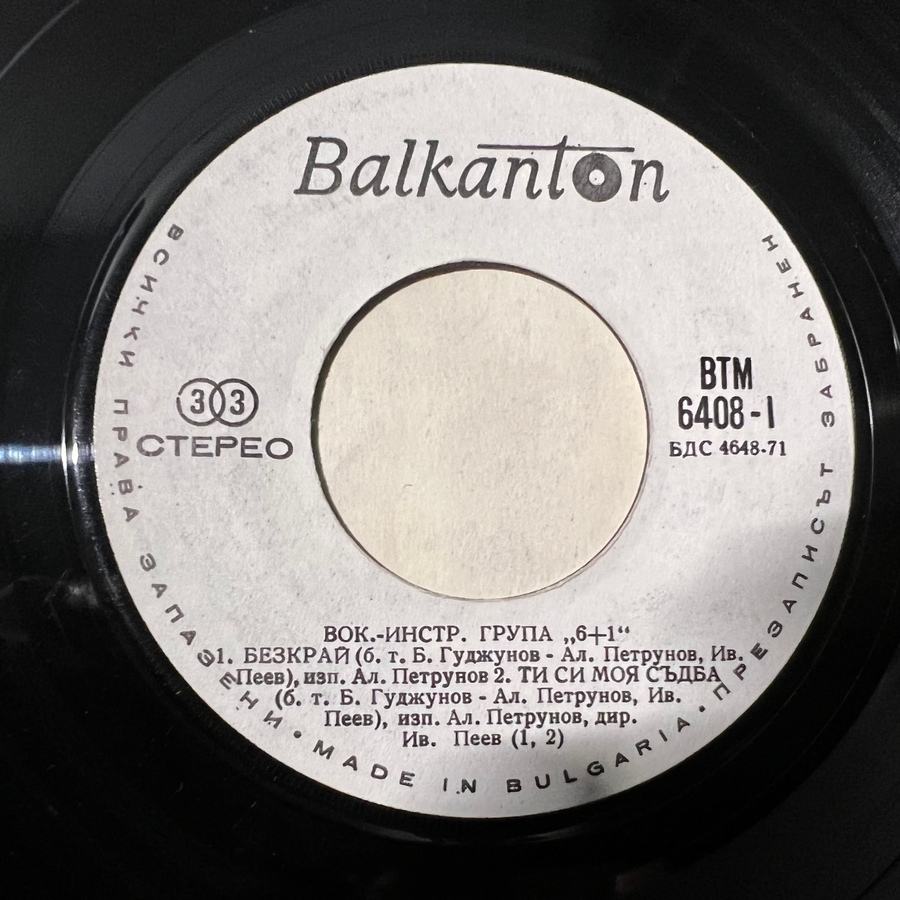 Balkanton
33
СТЕРЕО
ВТМ
6408-I
БДС 4648-71
ВОК.-ИНСТР. ГРУПА „6+1“
1. БЕЗКРАЙ (б. т. Б. Гуджунов - Ал. Петрунов, Ив.
Пеев), изп. Ал. Петрунов 2. ТИ СИ МОЯ СЪДБА
(б. т. Б. Гуджунов - Ал. Петрунов, Ив.
Пеев), изп. Ал. Петрунов, дир.
Ив. Пеев (1, 2)
ВСИЧКИ ПРАВА ЗАПАЗЕНИ • MADE IN BULGARIA • ПРЕЗАПИСЪТ ЗАБРАНЕН